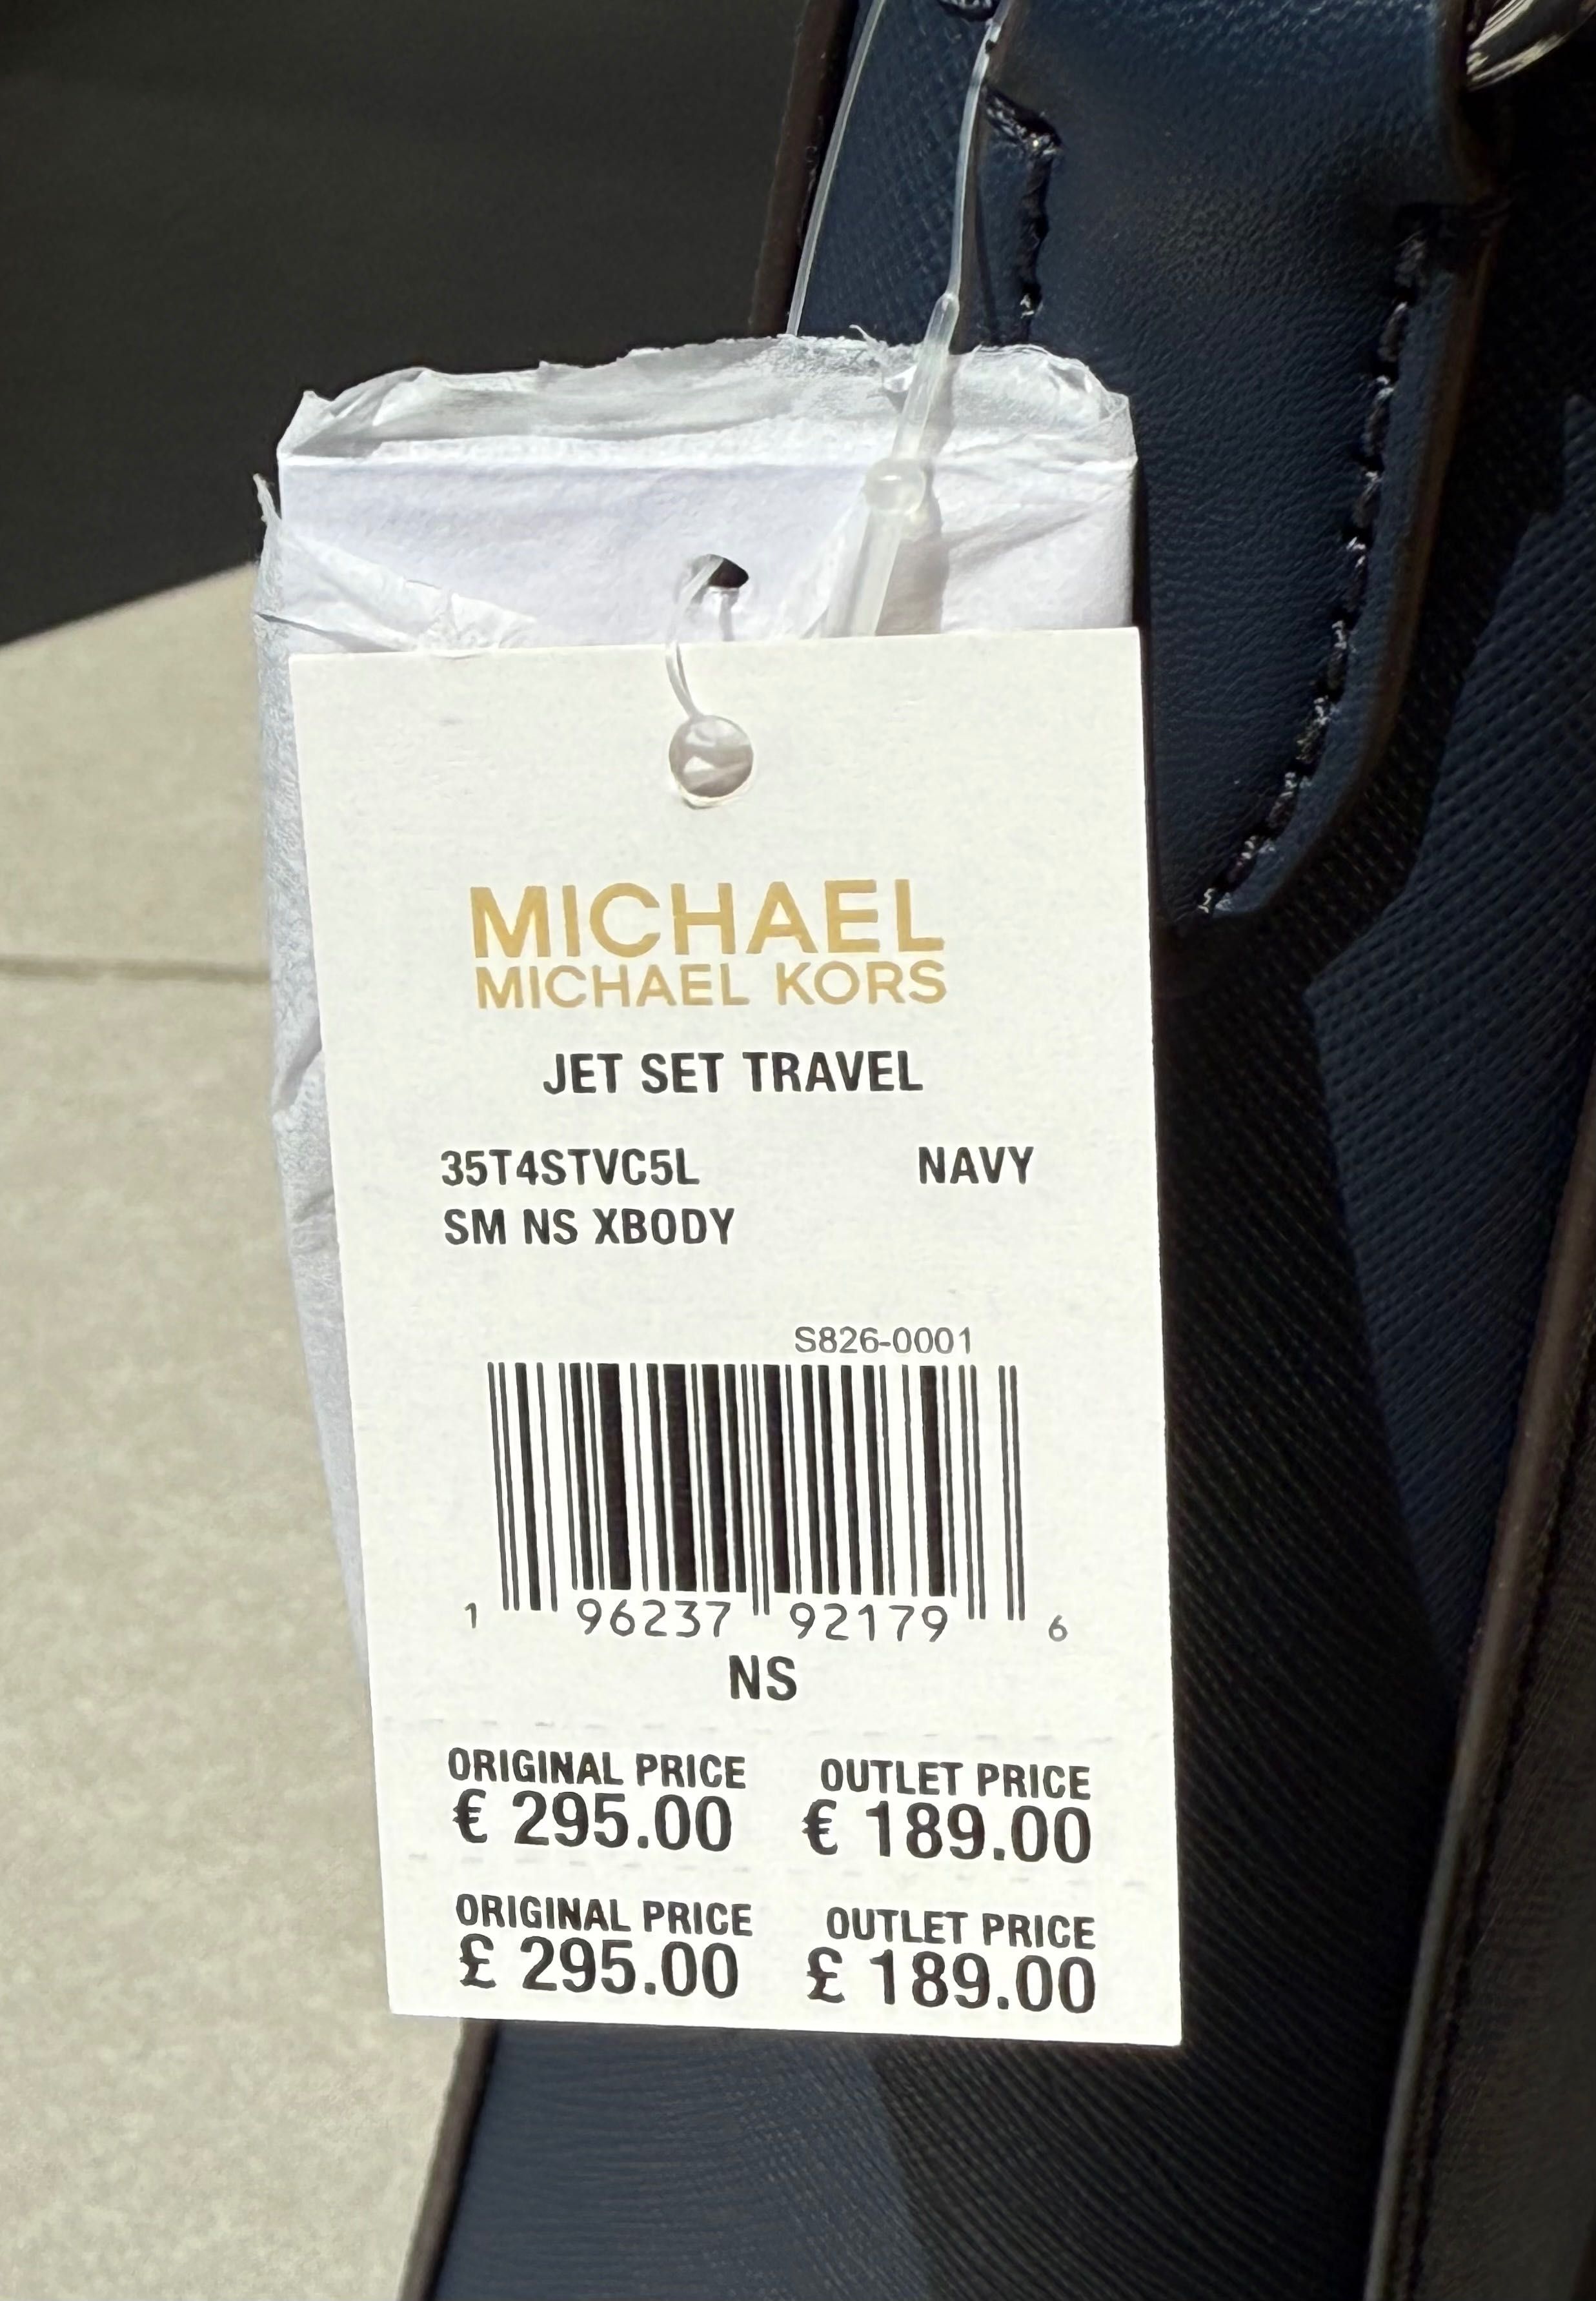 MICHAEL
MICHAEL KORS
JET SET TRAVEL
35T4STVC5L NAVY
SM NS XBODY
S826-0001
1 96237 92179 6
NS
ORIGINAL PRICE OUTLET PRICE
€ 295.00 € 189.00
ORIGINAL PRICE OUTLET PRICE
£ 295.00 £ 189.00